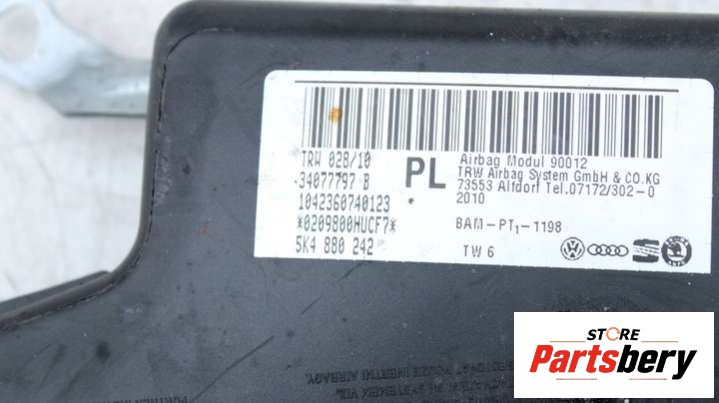 TRW 028/10
34077797 B
1042360740123
*0209800HUCF7*
5K4 880 242
PL
Airbag Modul 90012
TRW Airbag System GmbH & CO.KG
73553 Alfdorf Tel.07172/302-0
2010
BAM-PT1-1198
TW 6
STORE
Partsbery